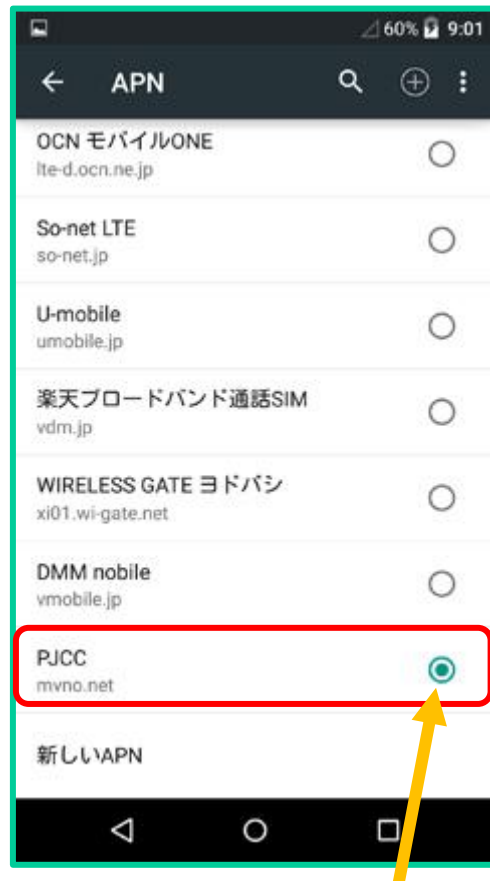 60% 9:01
APN
OCN モバイルONE
lte-d.ocn.ne.jp
So-net LTE
so-net.jp
U-mobile
umobile.jp
楽天ブロードバンド通話SIM
vdm.jp
WIRELESS GATE ヨドバシ
xi01.wi-gate.net
DMM nobile
vmobile.jp
PJCC
mvno.net
新しいAPN